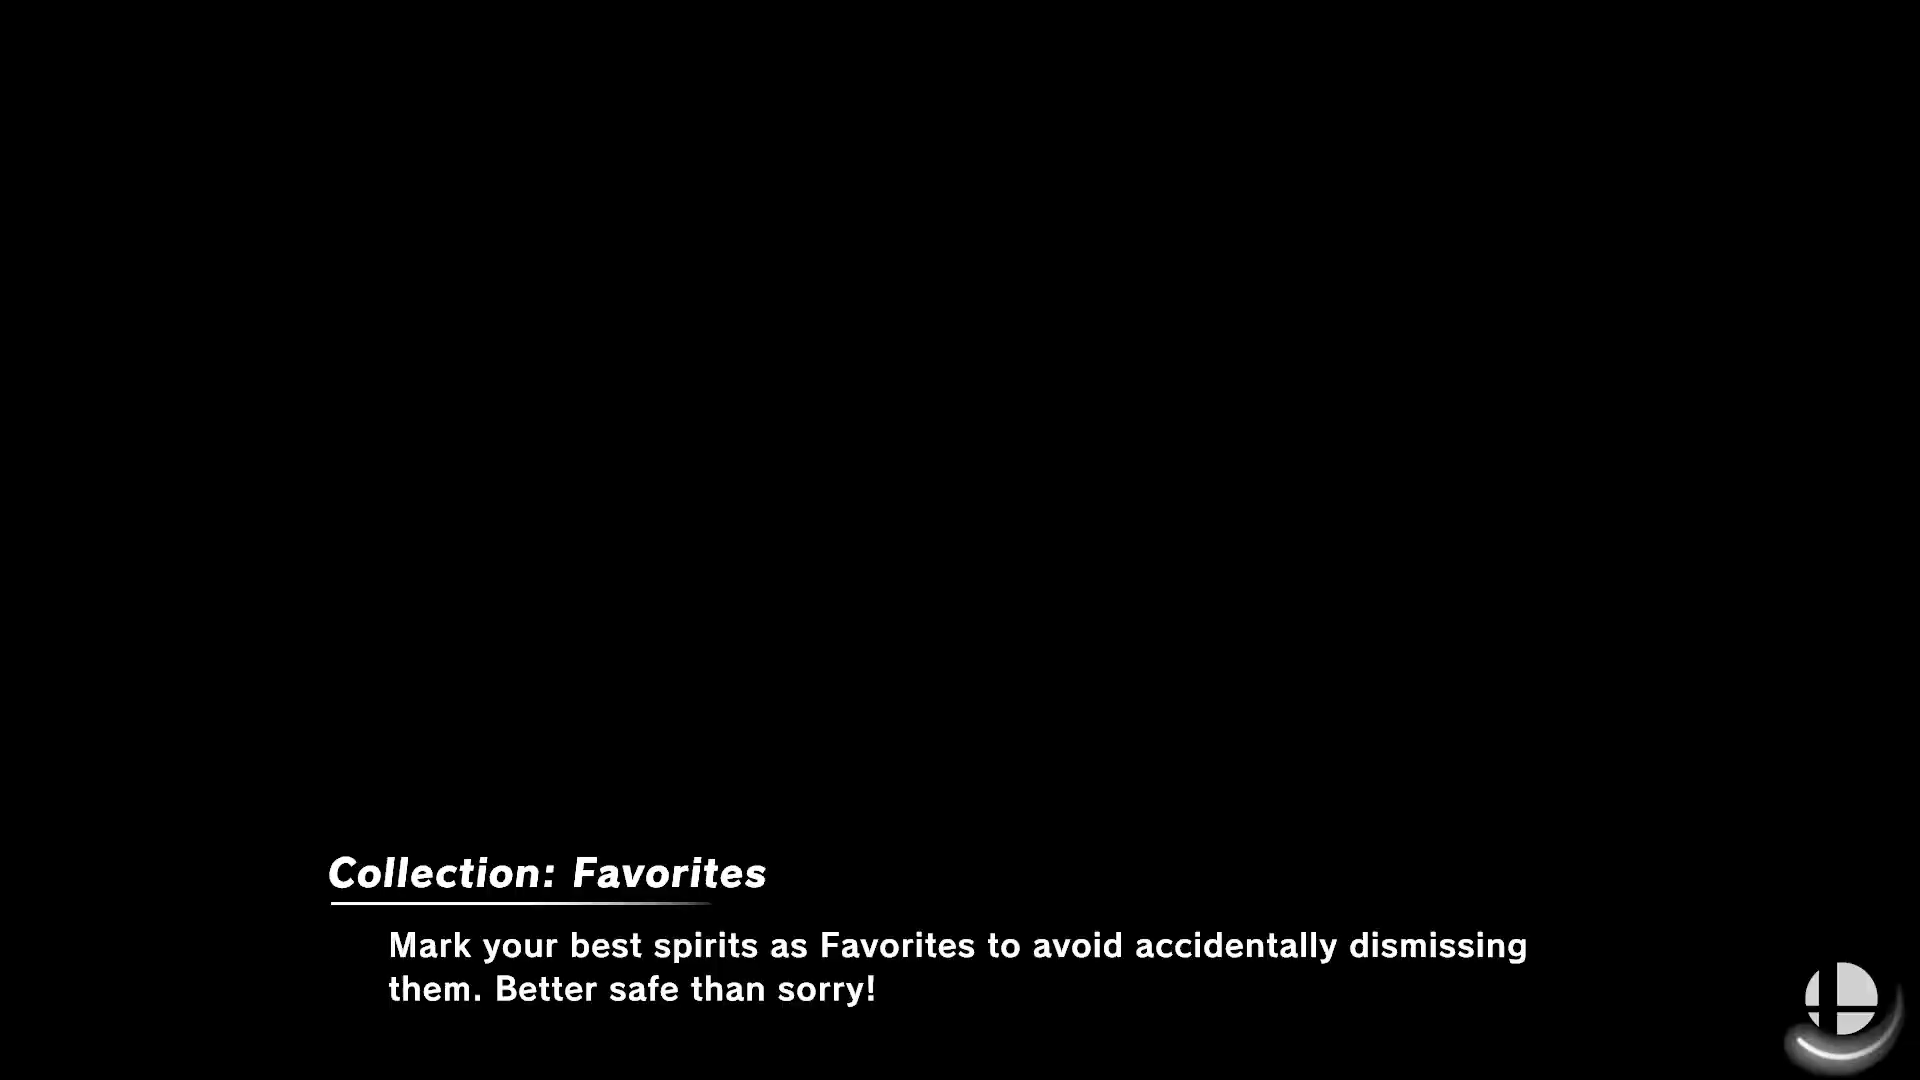 Collection: Favorites
Mark your best spirits as Favorites to avoid accidentally dismissing
them. Better safe than sorry!